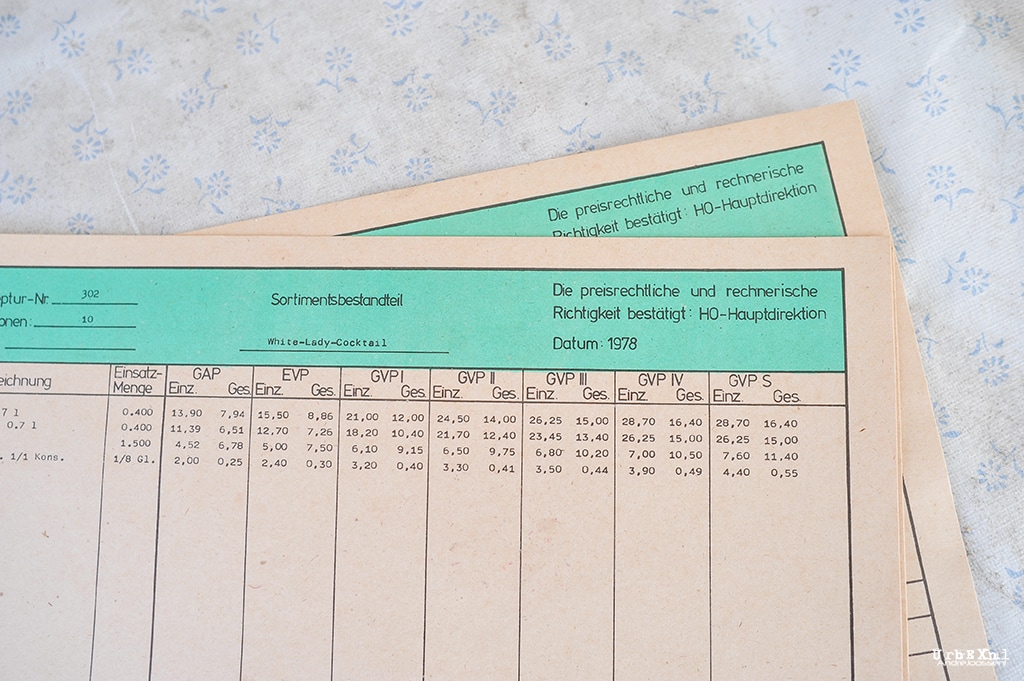 Die preisrechtliche und rechnerische
Richtigkeit bestätigt: HO-Hauptdirektion
ptur-Nr. 302
onen: 10
Sortimentsbestandteil
White-Lady-Cocktail
Die preisrechtliche und rechnerische
Richtigkeit bestätigt: HO-Hauptdirektion
Datum: 1978
eichnung Einsatz-Menge GAP EVP GVP I GVP II GVP III GVP IV GVP S
Einz. Ges. Einz. Ges. Einz. Ges. Einz. Ges. Einz. Ges. Einz. Ges. Einz. Ges.
7 l 0.400 13,90 7,94 15,50 8,86 21,00 12,00 24,50 14,00 26,25 15,00 28,70 16,40 28,70 16,40
0.7 l 0.400 11,39 6,51 12,70 7,26 18,20 10,40 21,70 12,40 23,45 13,40 26,25 15,00 26,25 15,00
1.500 4,52 6,78 5,00 7,50 6,10 9,15 6,50 9,75 6,80 10,20 7,00 10,50 7,60 11,40
. 1/1 Kons. 1/8 Gl. 2,00 0,25 2,40 0,30 3,20 0,40 3,30 0,41 3,50 0,44 3,90 0,49 4,40 0,55
UrbEXnl